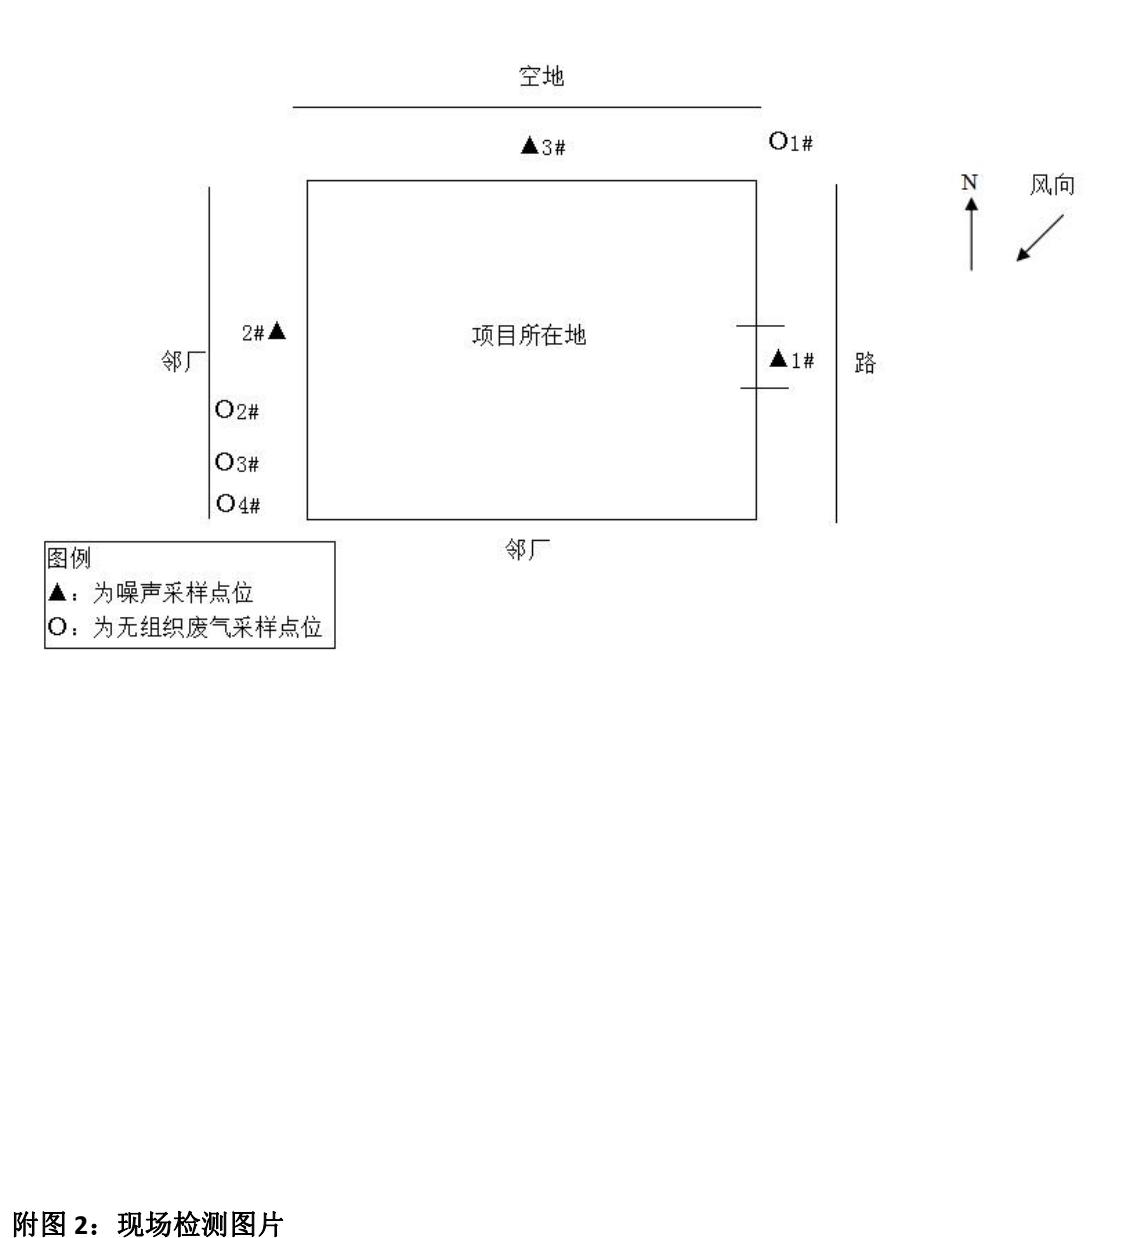 空地
▲3#
O1#
N
风向
2#▲
项目所在地
邻厂
▲1#
路
O2#
O3#
O4#
邻厂
图例
▲：为噪声采样点位
O：为无组织废气采样点位
附图 2：现场检测图片